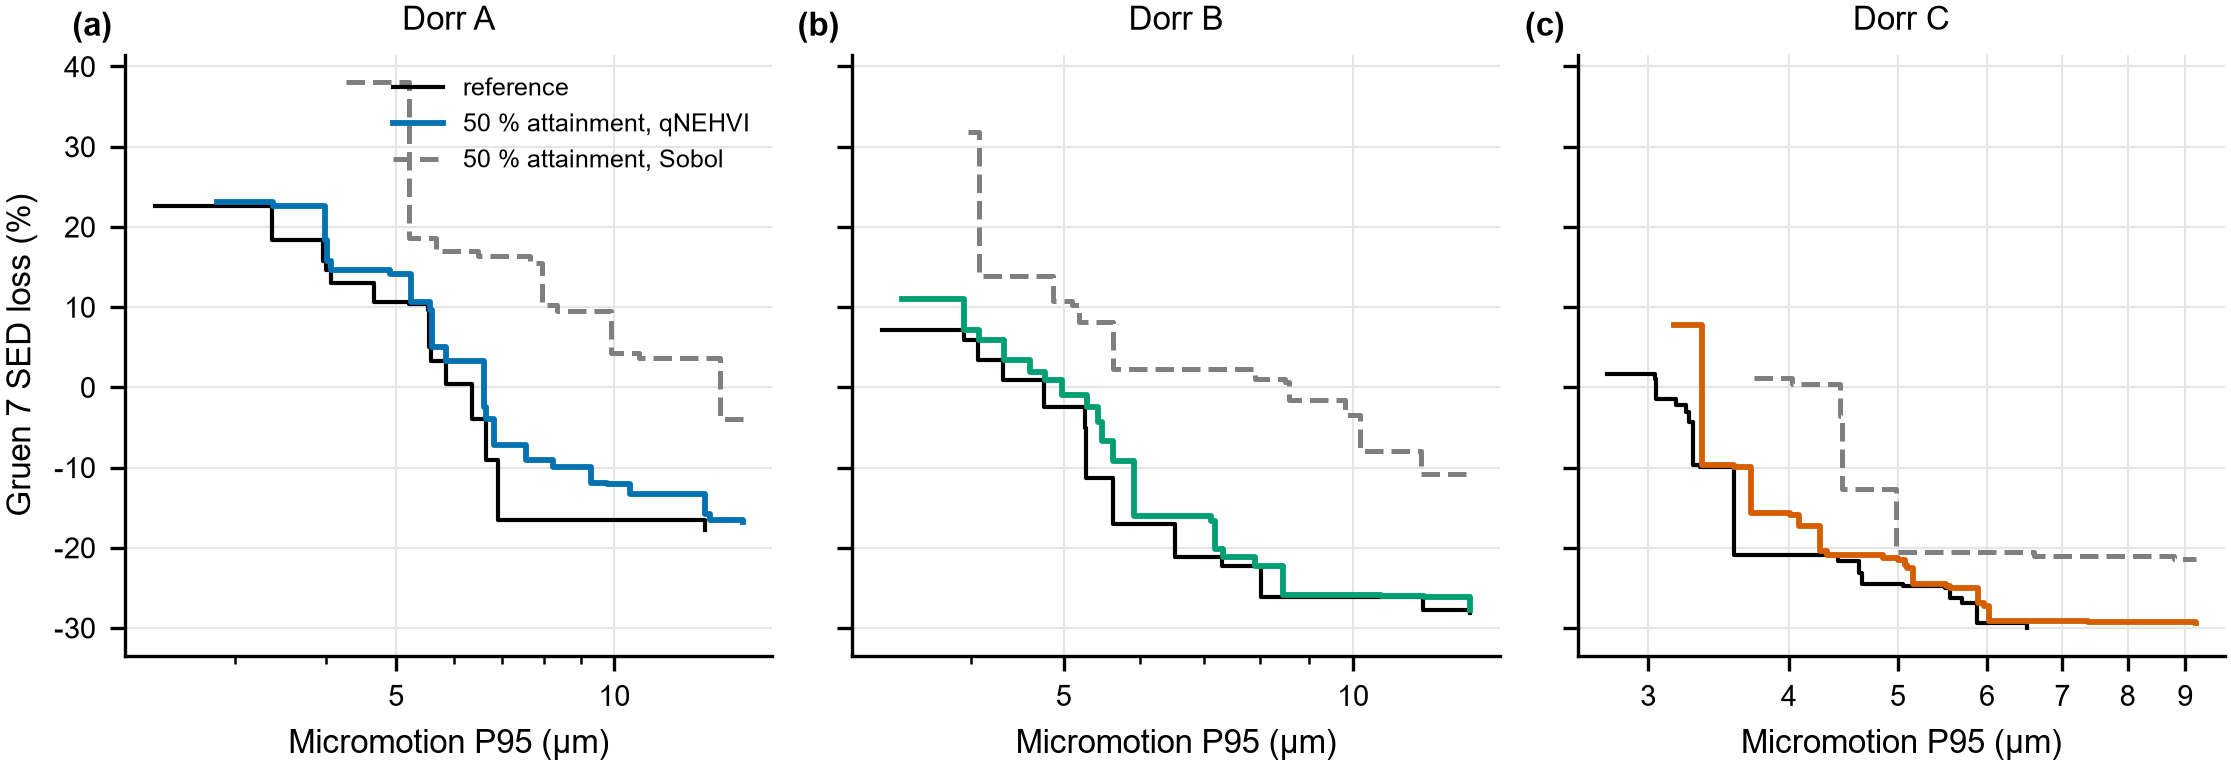 (a) Dorr A
(b) Dorr B
(c) Dorr C
Gruen 7 SED loss (%)
40
30
20
10
0
-10
-20
-30
reference
50 % attainment, qNEHVI
50 % attainment, Sobol
5 10
5 10
3 4 5 6 7 8 9
Micromotion P95 (μm)
Micromotion P95 (μm)
Micromotion P95 (μm)